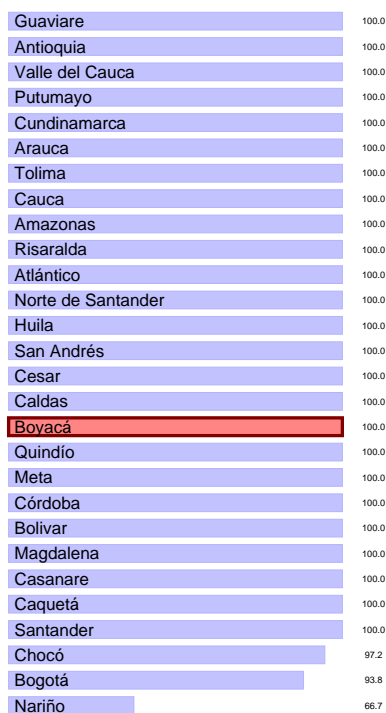 Guaviare 100.0
Antioquia 100.0
Valle del Cauca 100.0
Putumayo 100.0
Cundinamarca 100.0
Arauca 100.0
Tolima 100.0
Cauca 100.0
Amazonas 100.0
Risaralda 100.0
Atlántico 100.0
Norte de Santander 100.0
Huila 100.0
San Andrés 100.0
Cesar 100.0
Caldas 100.0
Boyacá 100.0
Quindío 100.0
Meta 100.0
Córdoba 100.0
Bolivar 100.0
Magdalena 100.0
Casanare 100.0
Caquetá 100.0
Santander 100.0
Chocó 97.2
Bogotá 93.8
Nariño 66.7